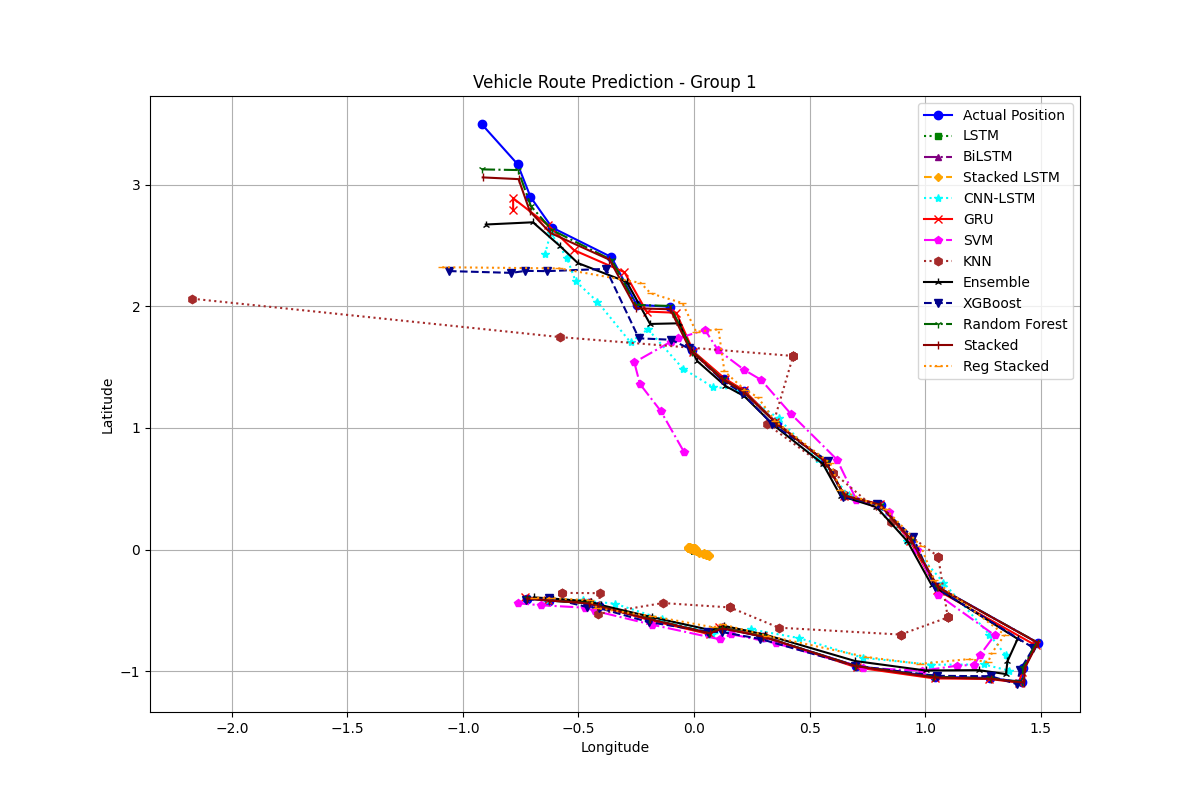 Vehicle Route Prediction - Group 1
Actual Position
LSTM
BiLSTM
Stacked LSTM
CNN-LSTM
GRU
SVM
KNN
Ensemble
XGBoost
Random Forest
Stacked
Reg Stacked
3
2
1
0
−1
Latitude
−2.0
−1.5
−1.0
−0.5
0.0
0.5
1.0
1.5
Longitude